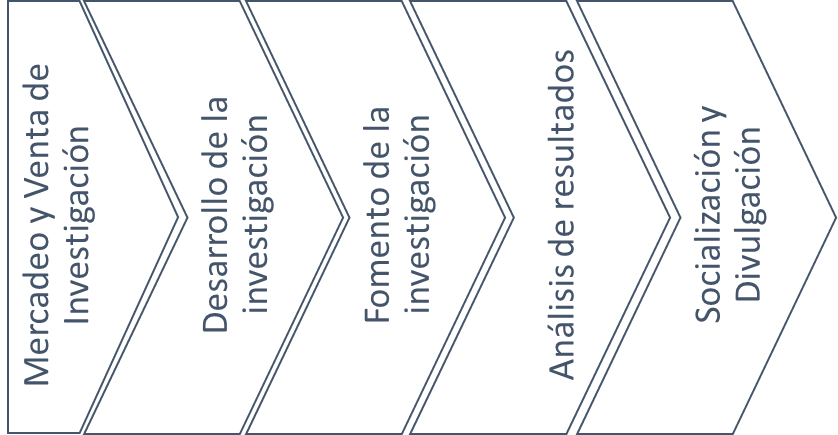 Mercadeo y Venta de
Investigación
Desarrollo de la
investigación
Fomento de la
investigación
Análisis de resultados
Socialización y
Divulgación